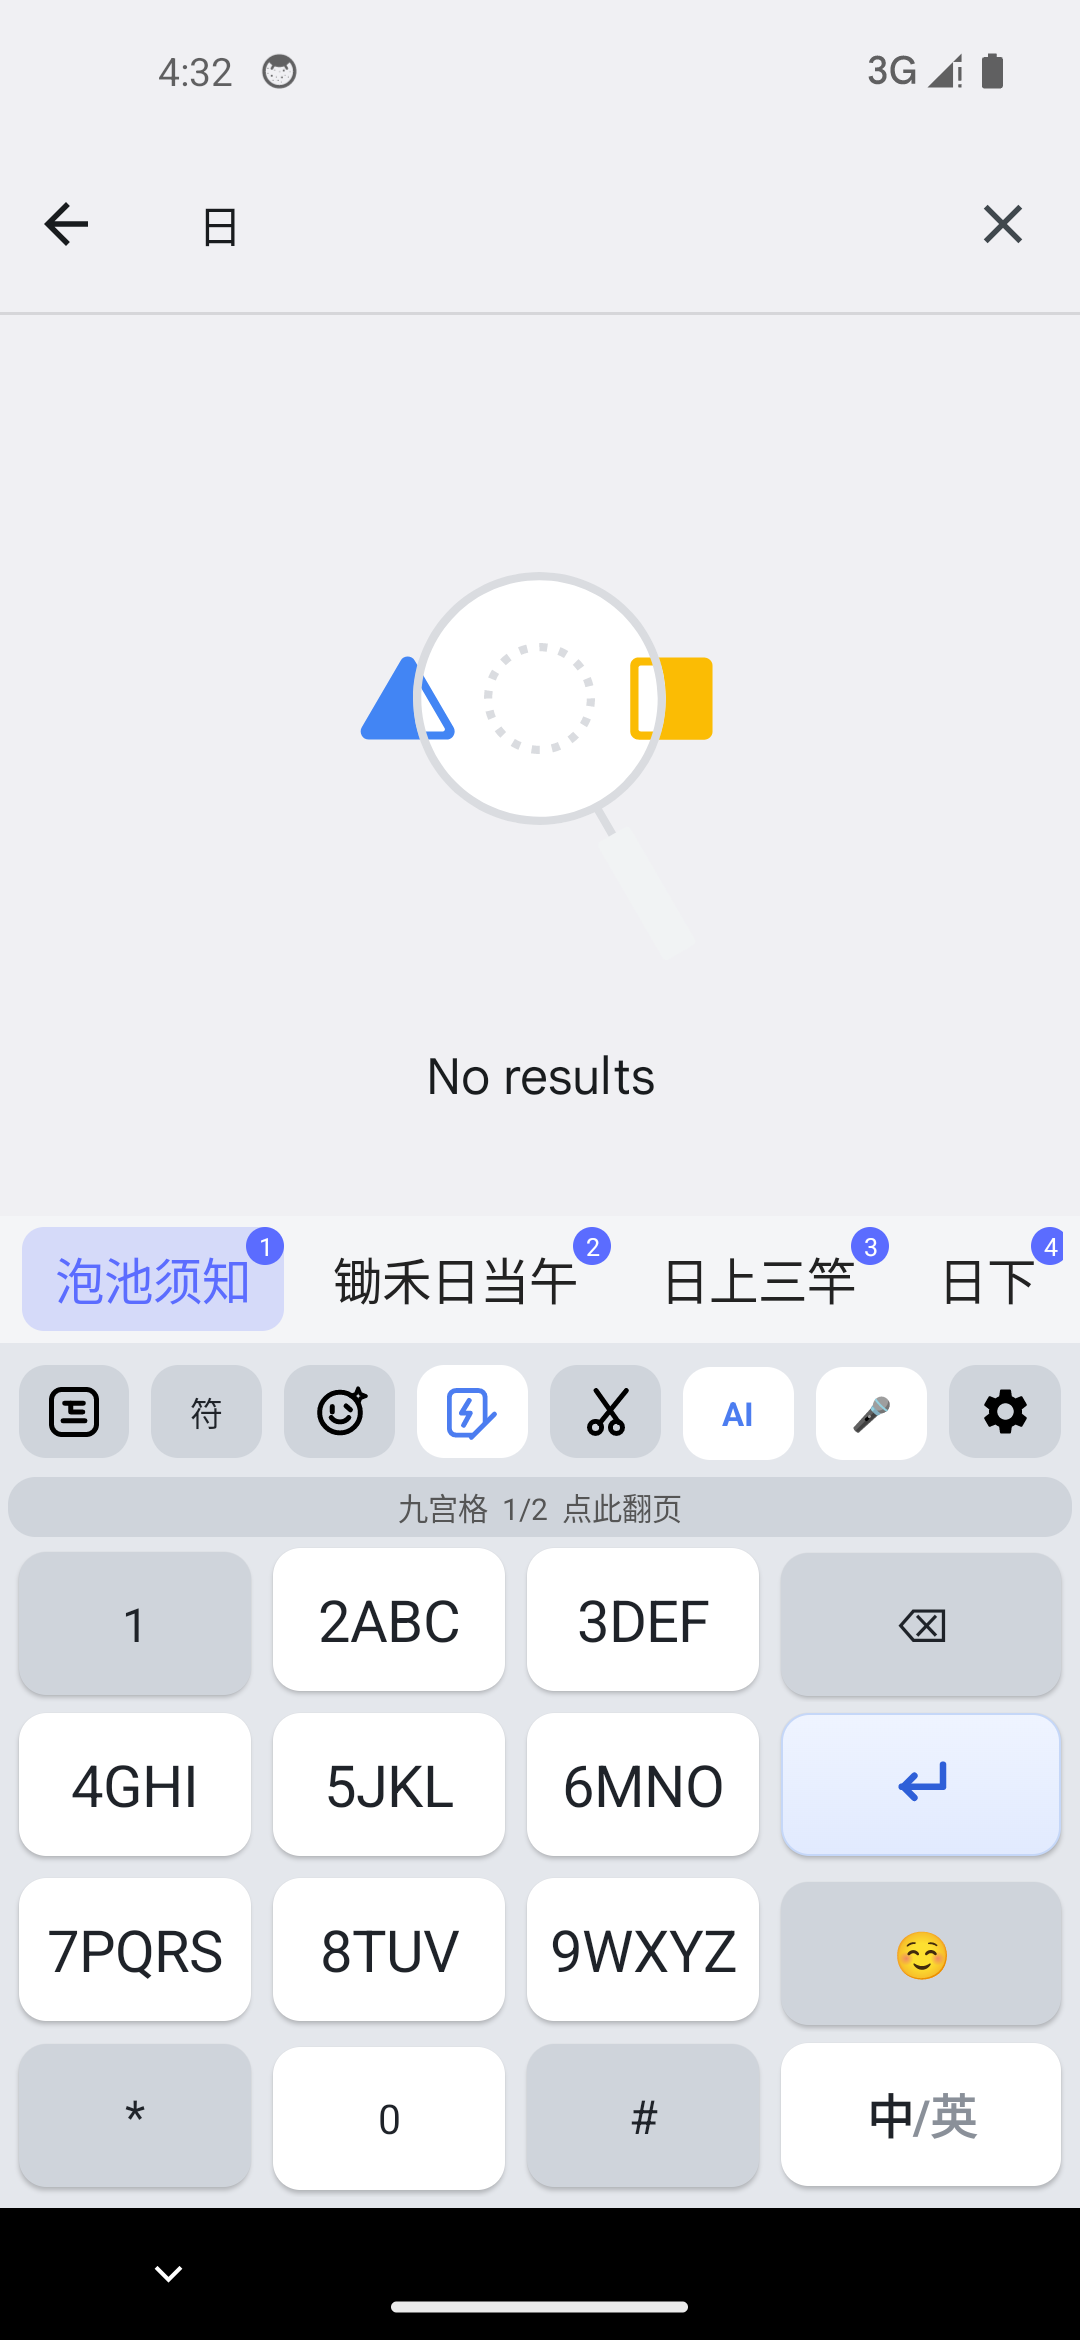 4:32 3G
日
No results
泡池须知 1 锄禾日当午 2 日上三竿 3 日下 4
符 AI
九宫格 1/2 点此翻页
1 2ABC 3DEF
4GHI 5JKL 6MNO
7PQRS 8TUV 9WXYZ
* 0 # 中/英